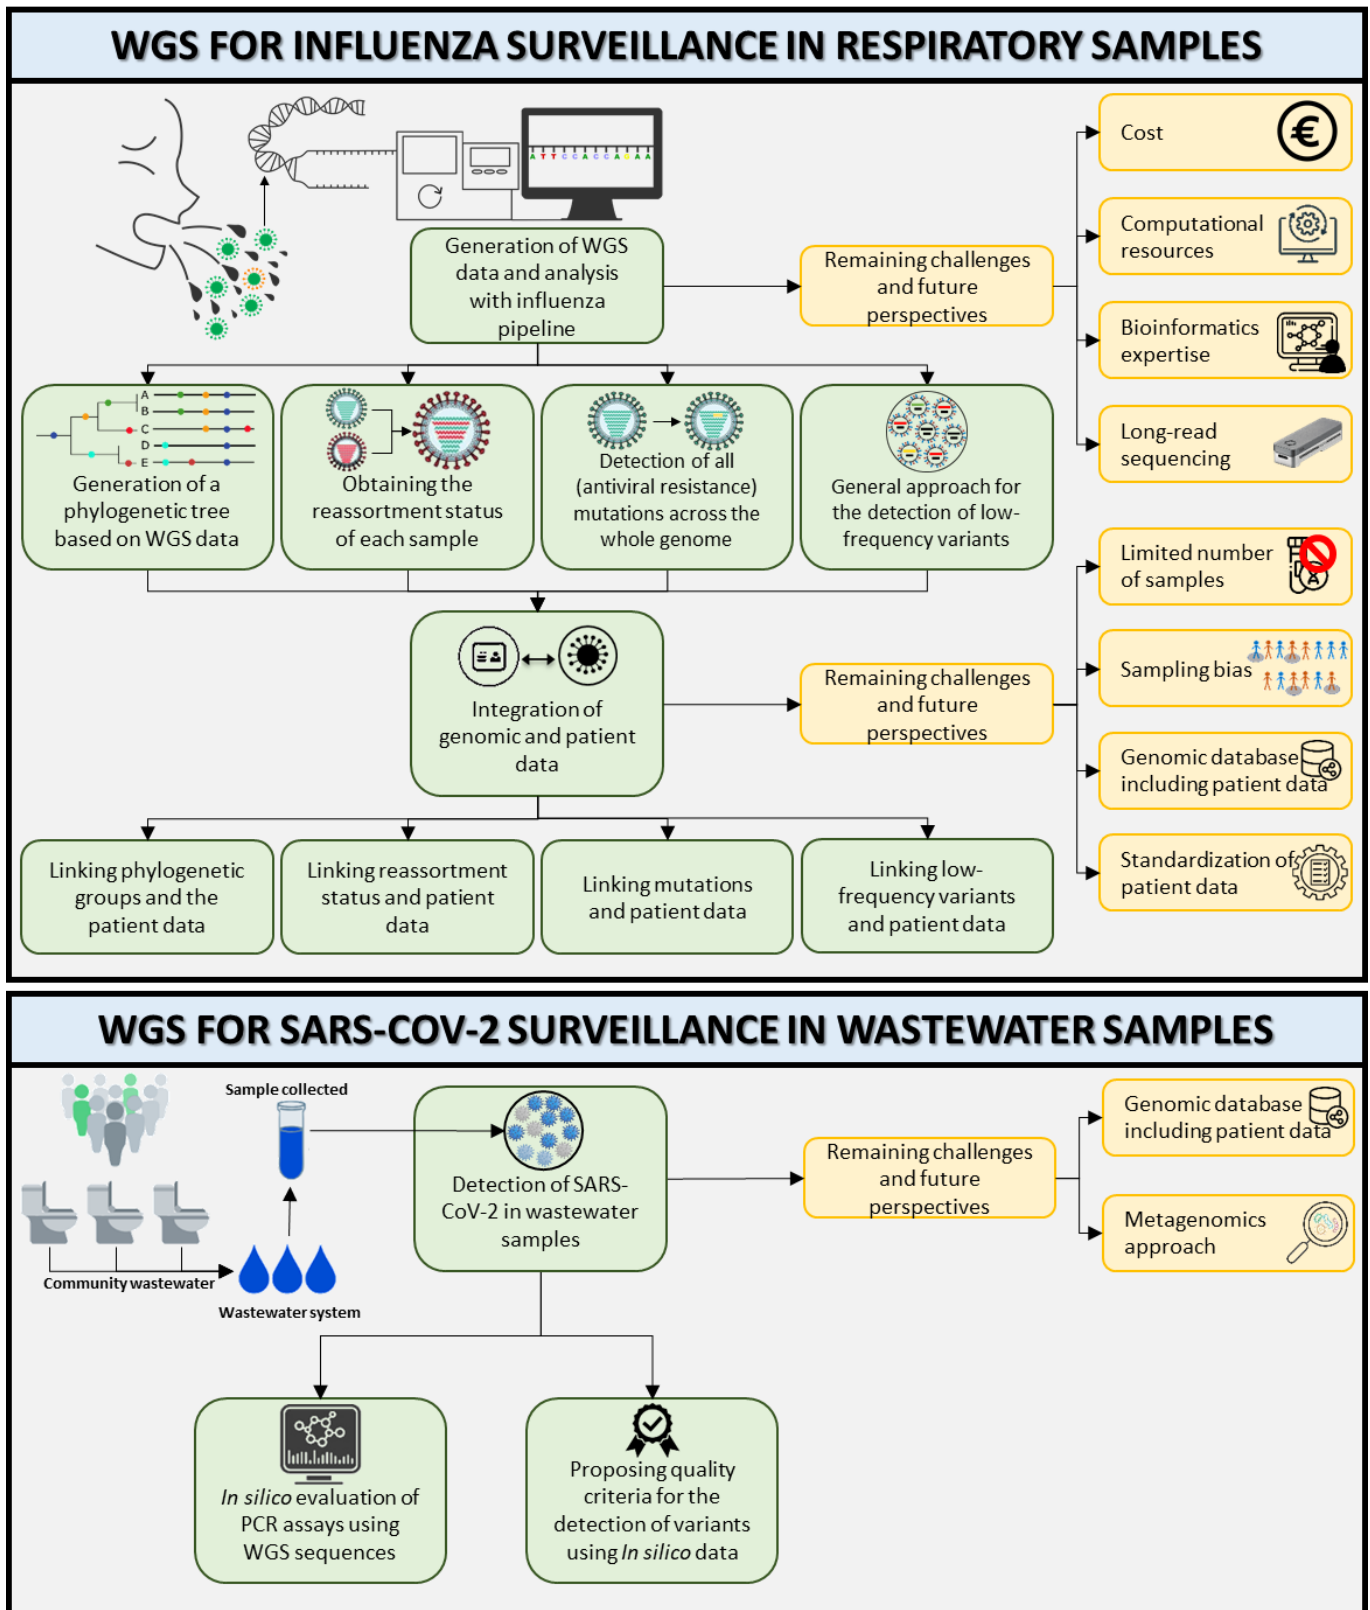 WGS FOR INFLUENZA SURVEILLANCE IN RESPIRATORY SAMPLES
A T T C C A C C A G A A
Generation of WGS
data and analysis
with influenza
pipeline
Remaining challenges
and future
perspectives
Cost
€
Computational
resources
Bioinformatics
expertise
Long-read
sequencing
A
B
C
D
E
Generation of a
phylogenetic tree
based on WGS data
Obtaining the
reassortment status
of each sample
Detection of all
(antiviral resistance)
mutations across the
whole genome
General approach for
the detection of low-
frequency variants
Integration of
genomic and patient
data
Remaining challenges
and future
perspectives
Limited number
of samples
Sampling bias
Genomic database
including patient data
Standardization of
patient data
Linking phylogenetic
groups and the
patient data
Linking reassortment
status and patient
data
Linking mutations
and patient data
Linking low-
frequency variants
and patient data
WGS FOR SARS-COV-2 SURVEILLANCE IN WASTEWATER SAMPLES
Sample collected
Community wastewater
Wastewater system
Detection of SARS-
CoV-2 in wastewater
samples
Remaining challenges
and future
perspectives
Genomic database
including patient data
Metagenomics
approach
In silico evaluation of
PCR assays using
WGS sequences
Proposing quality
criteria for the
detection of variants
using In silico data